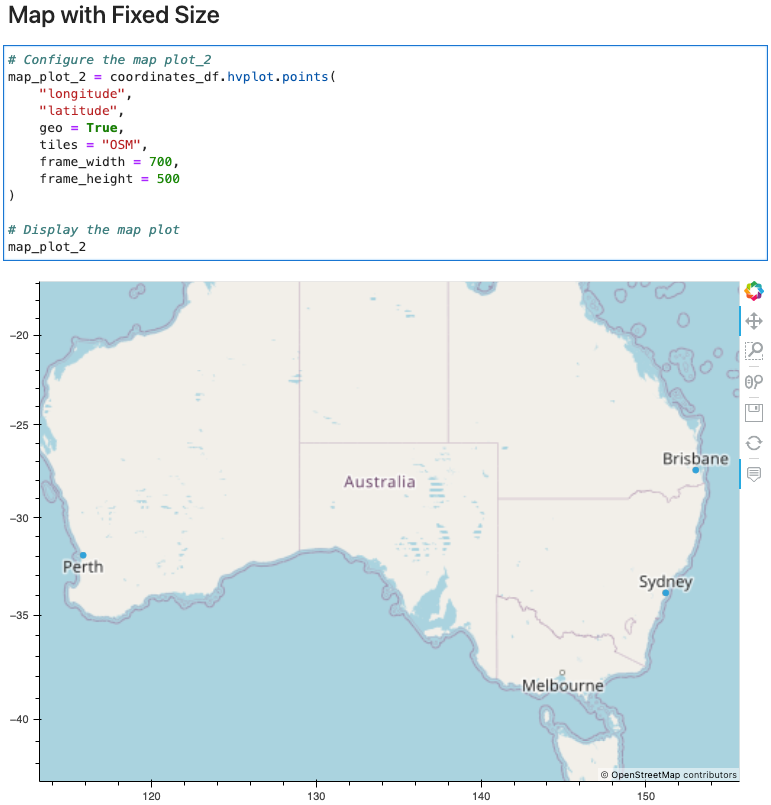 Map with Fixed Size
# Configure the map plot_2
map_plot_2 = coordinates_df.hvplot.points(
    "longitude",
    "latitude",
    geo = True,
    tiles = "OSM",
    frame_width = 700,
    frame_height = 500
)
# Display the map plot
map_plot_2
−20
−25
Brisbane
Australia
−30
Perth
Sydney
−35
Melbourne
−40
© OpenStreetMap contributors
120
130
140
150